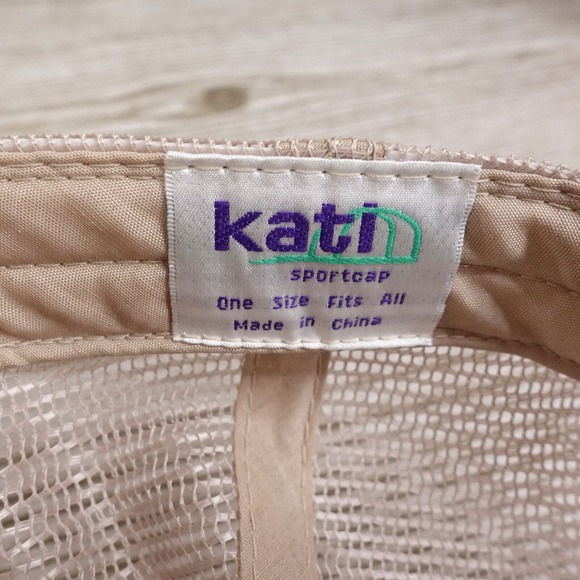 kati
sportcap
One Size Fits All
Made in China